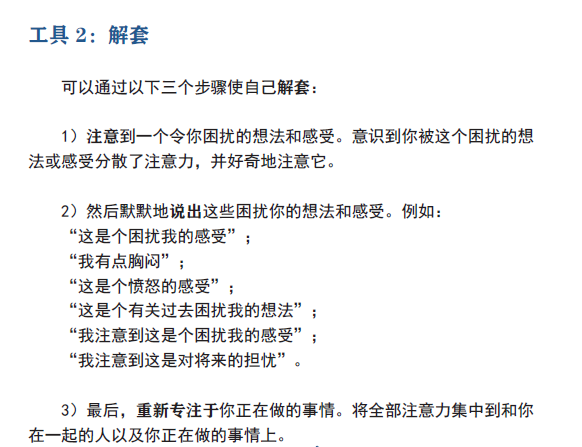 工具 2：解套
可以通过以下三个步骤使自己解套：
1）注意到一个令你困扰的想法和感受。意识到你被这个困扰的想
法或感受分散了注意力，并好奇地注意它。
2）然后默默地说出这些困扰你的想法和感受。例如：
“这是个困扰我的感受”；
“我有点胸闷”；
“这是个愤怒的感受”；
“这是个有关过去困扰我的想法”；
“我注意到这是个困扰我的感受”；
“我注意到这是对将来的担忧”。
3）最后，重新专注于你正在做的事情。将全部注意力集中到和你
在一起的人以及你正在做的事情上。